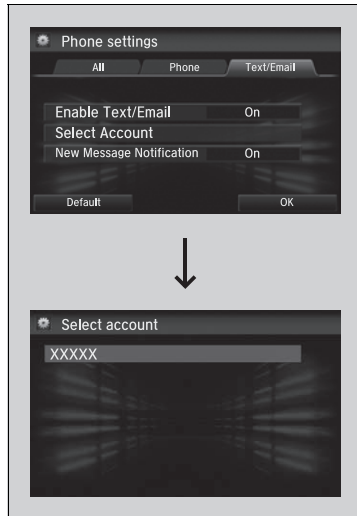 Phone settings
All Phone Text/Email
Enable Text/Email On
Select Account
New Message Notification On
Default OK
Select account
XXXXX